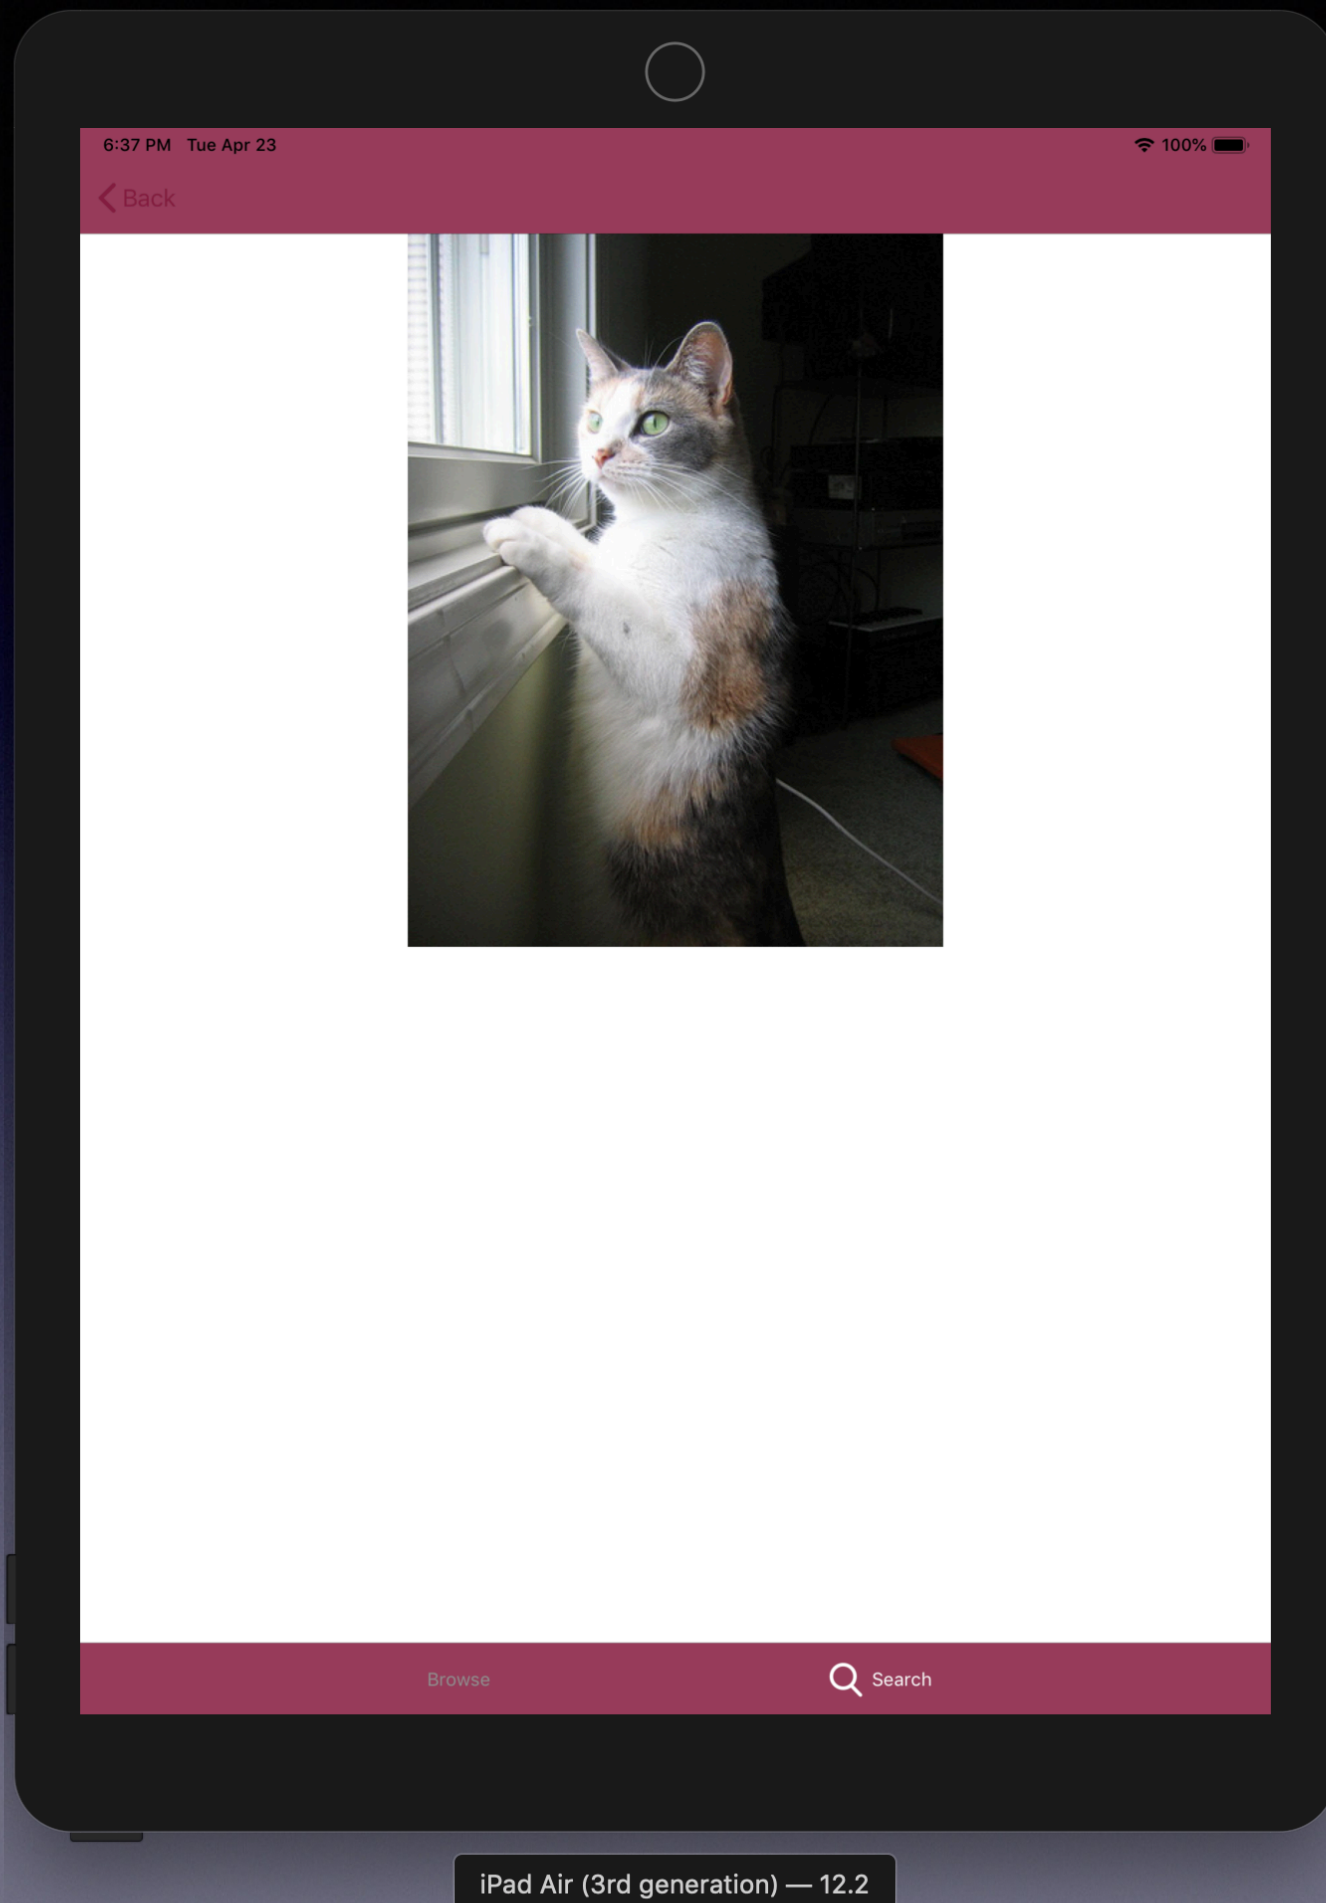 6:37 PM Tue Apr 23 100%
Back
Browse Search
iPad Air (3rd generation) — 12.2